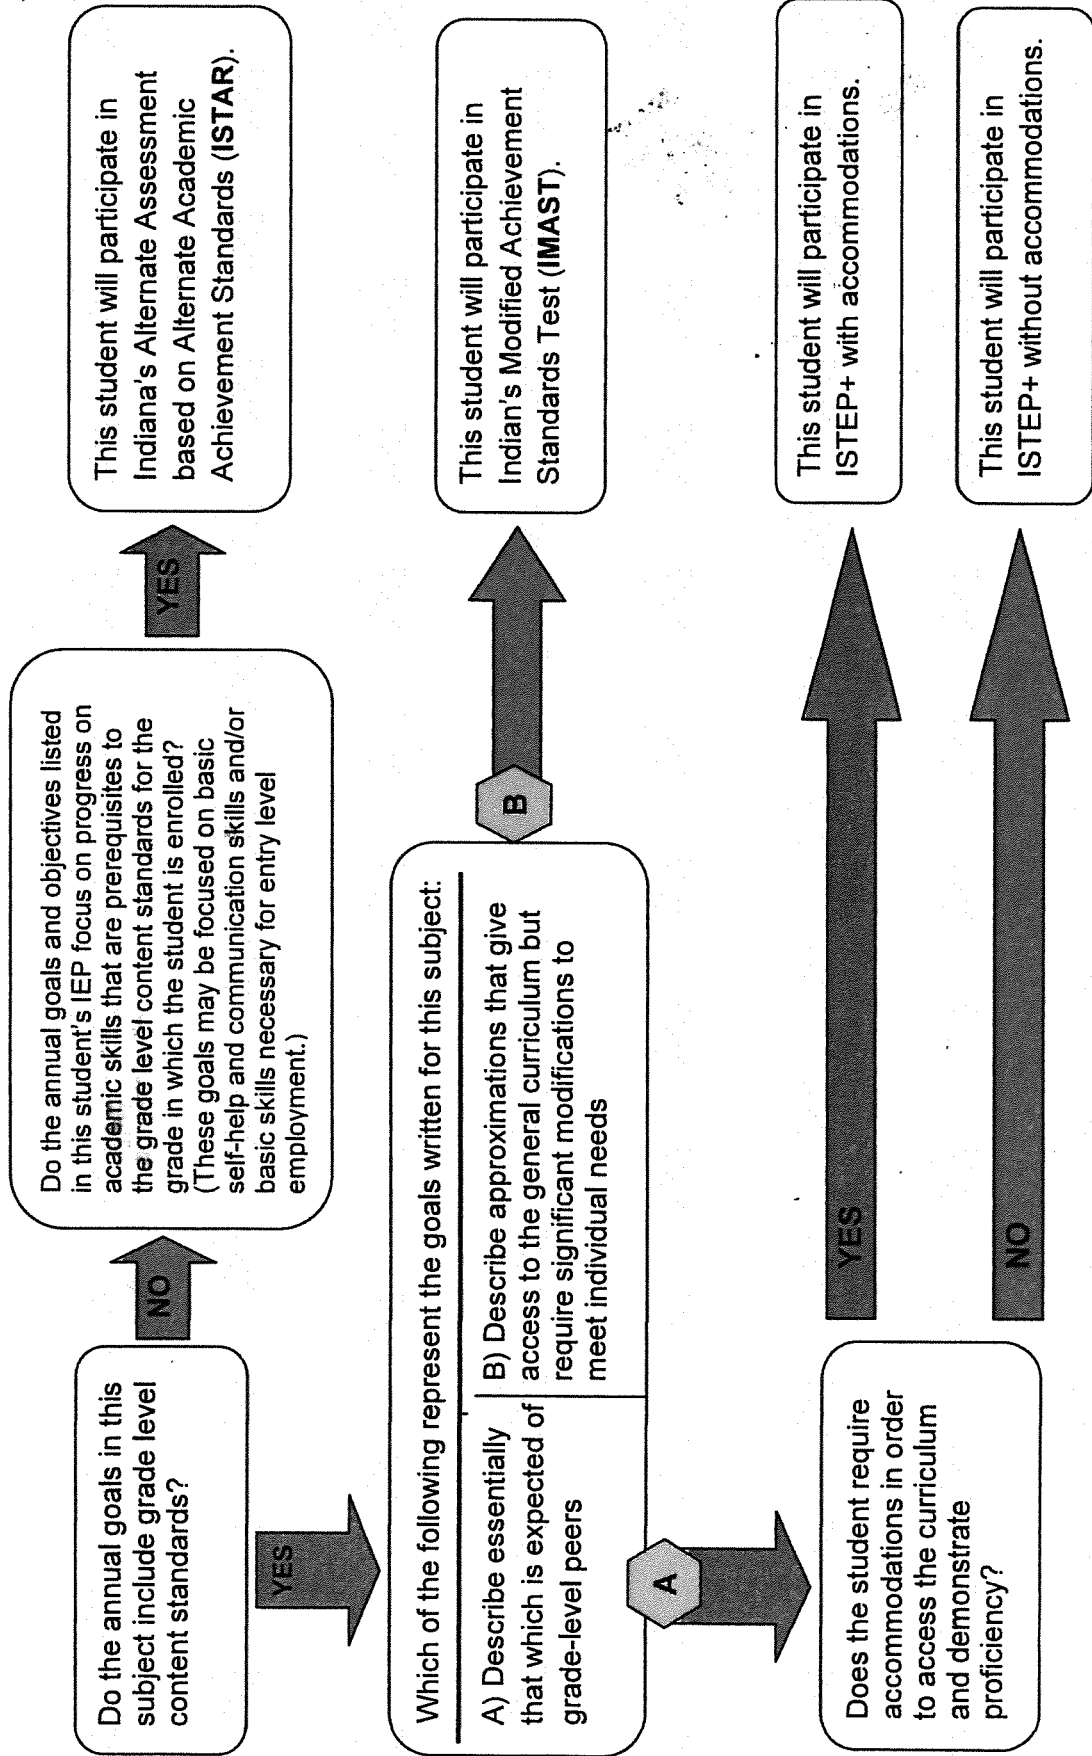 Do the annual goals in this
subject include grade level
content standards?
NO
Do the annual goals and objectives listed
in this student's IEP focus on progress on
academic skills that are prerequisites to
the grade level content standards for the
grade in which the student is enrolled?
(These goals may be focused on basic
self-help and communication skills and/or
basic skills necessary for entry level
employment.)
YES
This student will participate in
Indiana's Alternate Assessment
based on Alternate Academic
Achievement Standards (ISTAR).
YES
Which of the following represent the goals written for this subject:
A) Describe essentially
that which is expected of
grade-level peers
B) Describe approximations that give
access to the general curriculum but
require significant modifications to
meet individual needs
B
This student will participate in
Indian's Modified Achievement
Standards Test (IMAST).
A
Does the student require
accommodations in order
to access the curriculum
and demonstrate
proficiency?
YES
This student will participate in
ISTEP+ with accommodations.
NO
This student will participate in
ISTEP+ without accommodations.